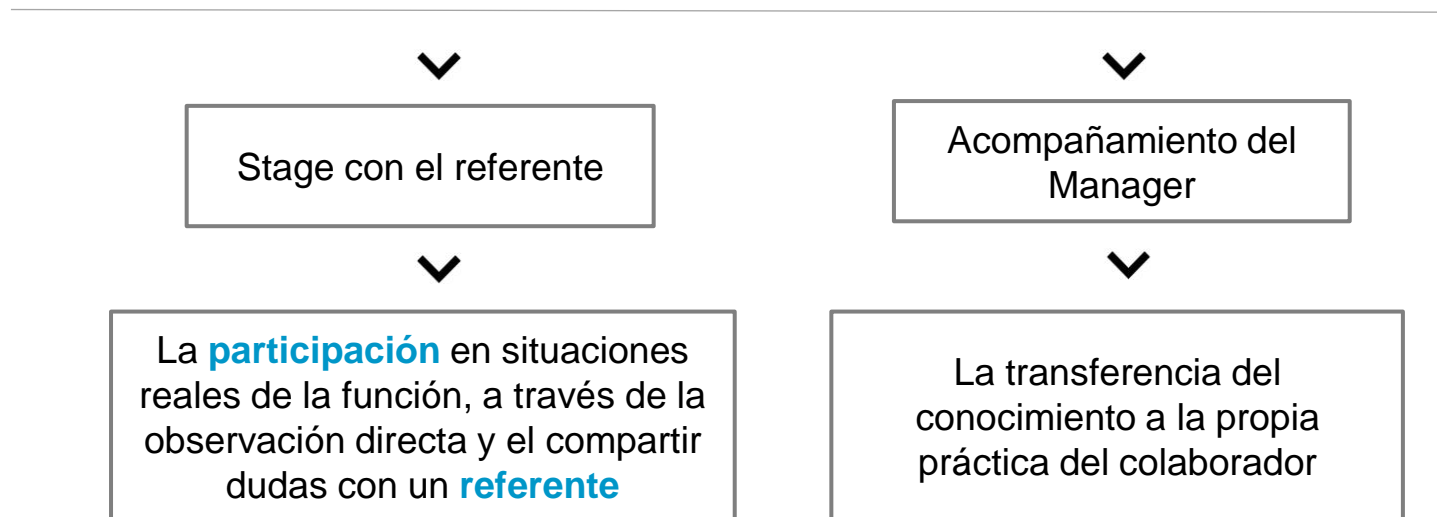 Stage con el referente
Acompañamiento del
Manager
La participación en situaciones
reales de la función, a través de la
observación directa y el compartir
dudas con un referente
La transferencia del
conocimiento a la propia
práctica del colaborador